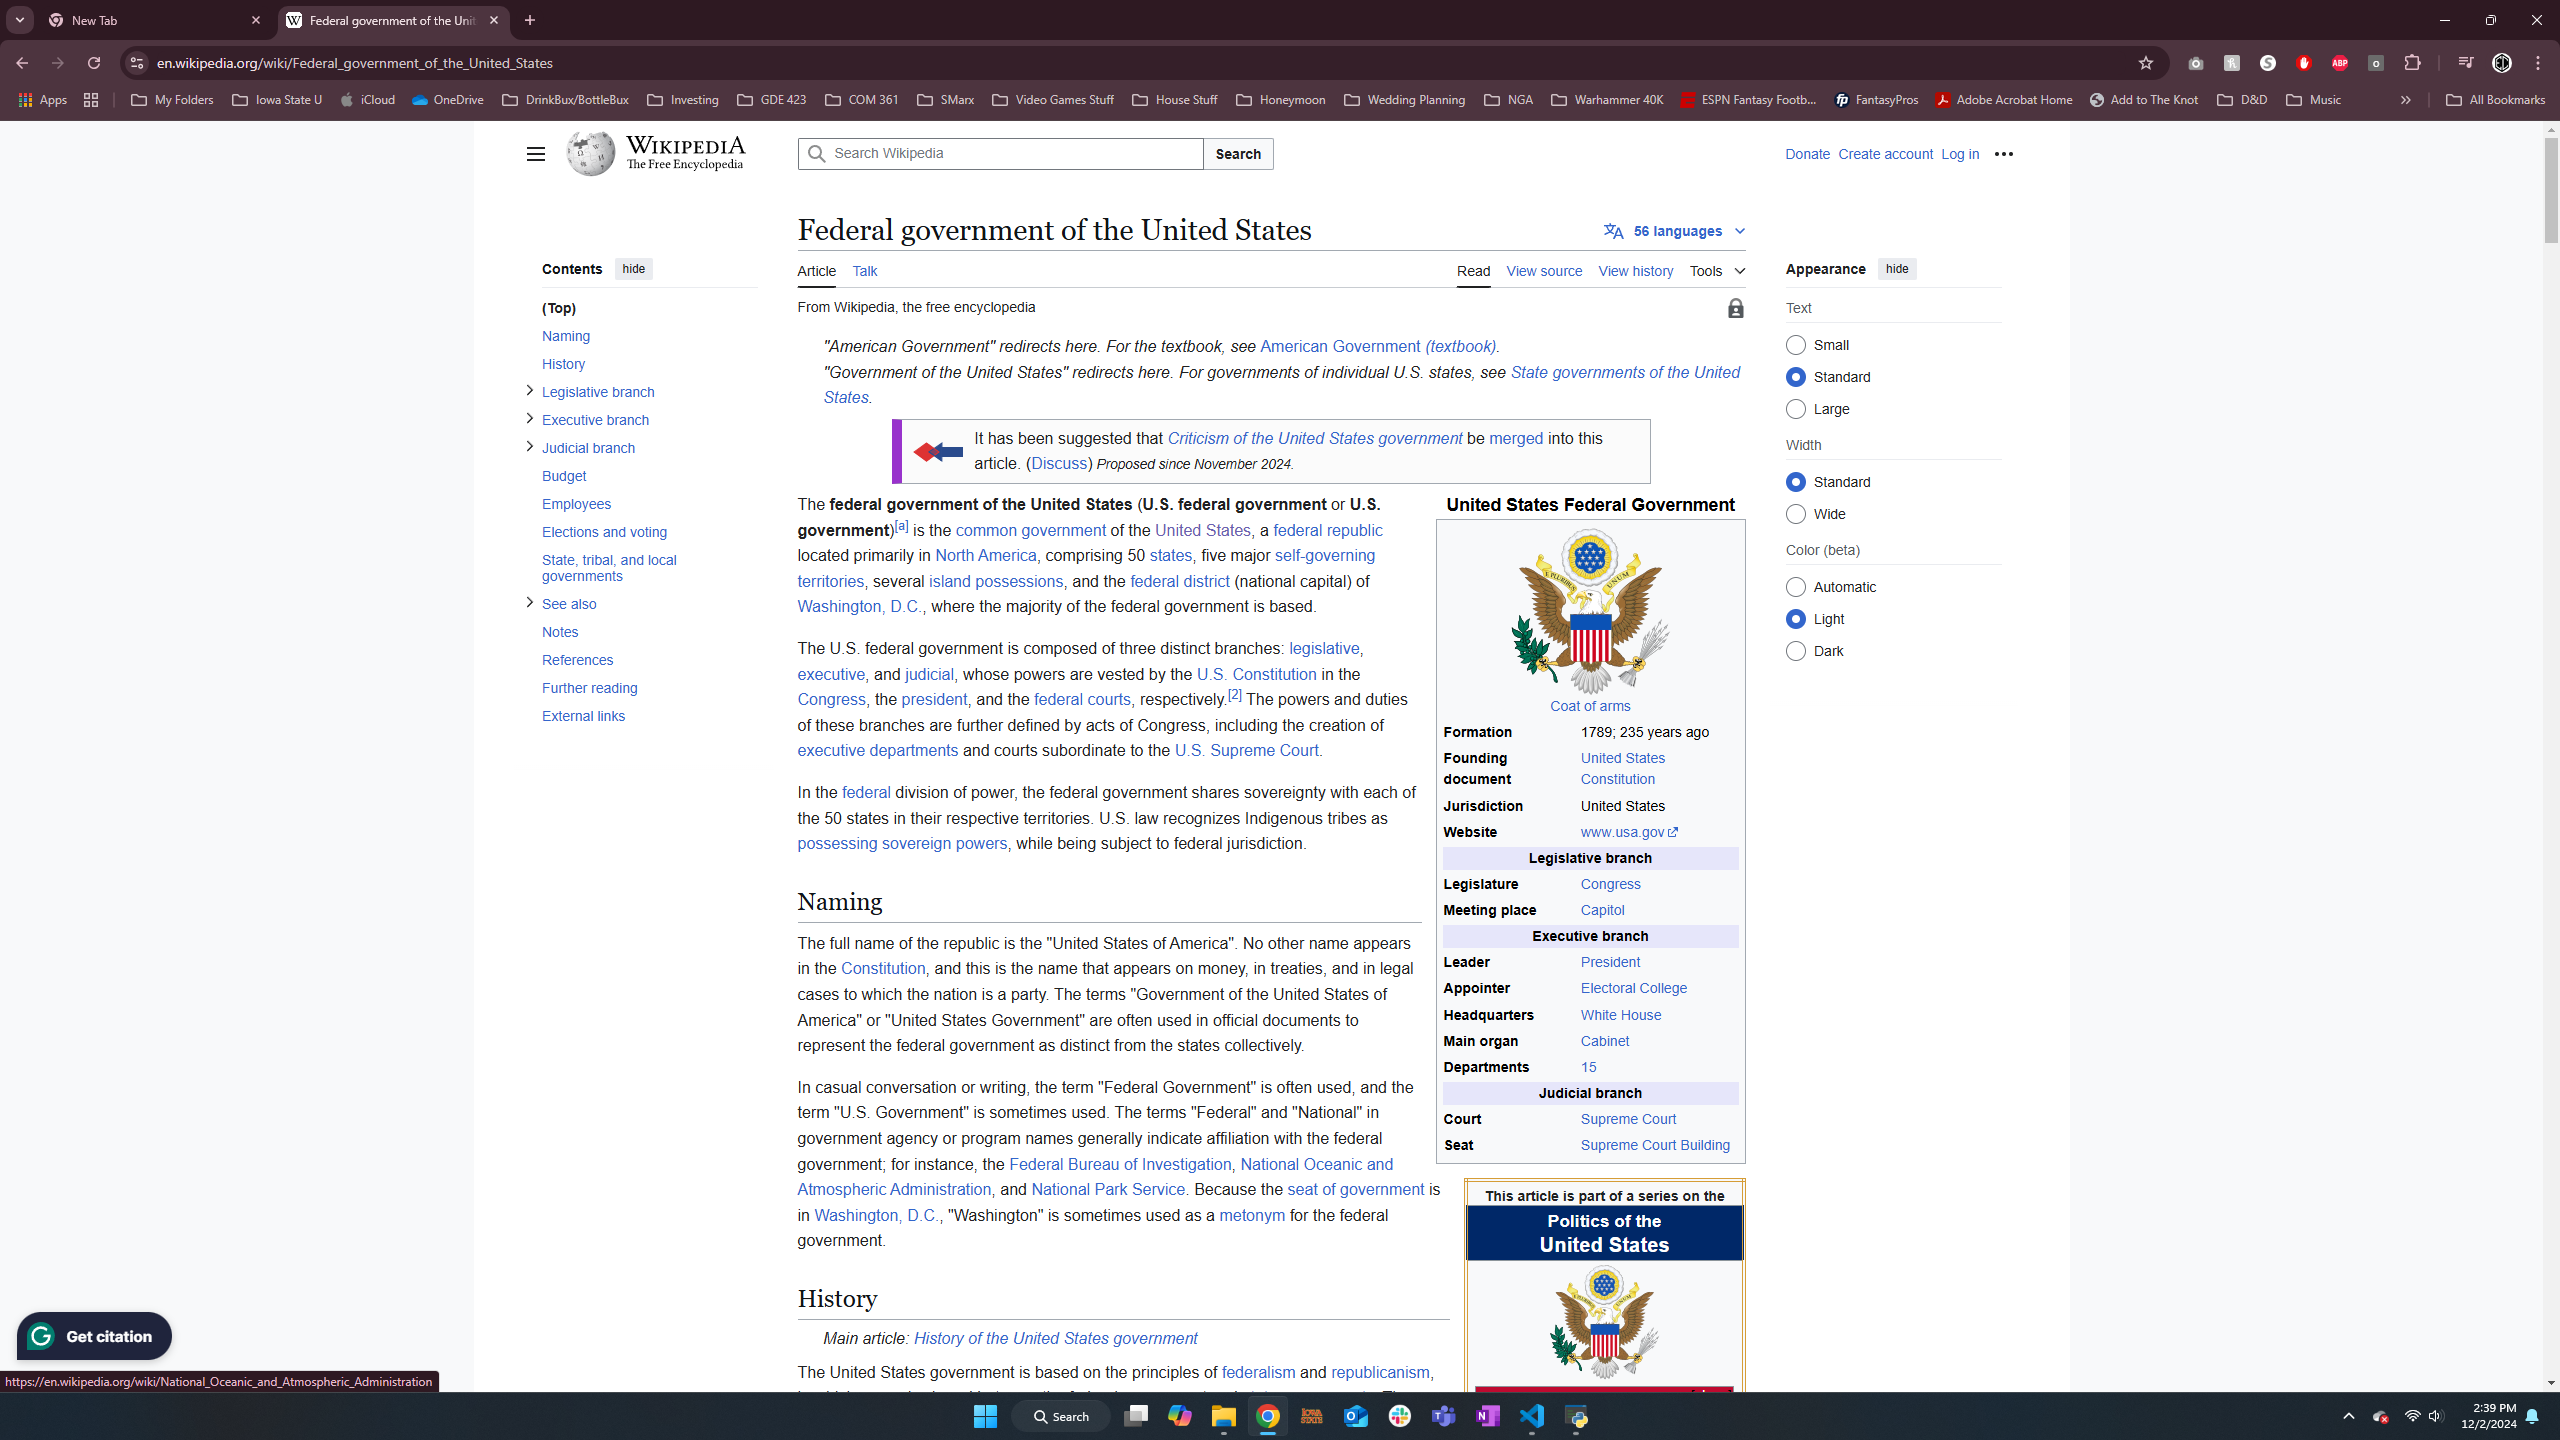 New Tab
Federal government of the Unit
en.wikipedia.org/wiki/Federal_government_of_the_United_States
ABP
Apps
My Folders
Iowa State U
iCloud
OneDrive
DrinkBux/BottleBux
Investing
GDE 423
COM 361
SMarx
Video Games Stuff
House Stuff
Honeymoon
Wedding Planning
NGA
Warhammer 40K
ESPN Fantasy Footb...
FantasyPros
Adobe Acrobat Home
Add to The Knot
D&D
Music
All Bookmarks
WIKIPEDIA
The Free Encyclopedia
Search Wikipedia
Search
Donate
Create account
Log in
Contents
hide
(Top)
Naming
History
Legislative branch
Executive branch
Judicial branch
Budget
Employees
Elections and voting
State, tribal, and local
governments
See also
Notes
References
Further reading
External links
Federal government of the United States
56 languages
Article
Talk
Read
View source
View history
Tools
From Wikipedia, the free encyclopedia
"American Government" redirects here. For the textbook, see American Government (textbook).
"Government of the United States" redirects here. For governments of individual U.S. states, see State governments of the United
States.
It has been suggested that Criticism of the United States government be merged into this
article. (Discuss) Proposed since November 2024.
The federal government of the United States (U.S. federal government or U.S.
government)[a] is the common government of the United States, a federal republic
located primarily in North America, comprising 50 states, five major self-governing
territories, several island possessions, and the federal district (national capital) of
Washington, D.C., where the majority of the federal government is based.
The U.S. federal government is composed of three distinct branches: legislative,
executive, and judicial, whose powers are vested by the U.S. Constitution in the
Congress, the president, and the federal courts, respectively.[2] The powers and duties
of these branches are further defined by acts of Congress, including the creation of
executive departments and courts subordinate to the U.S. Supreme Court.
In the federal division of power, the federal government shares sovereignty with each of
the 50 states in their respective territories. U.S. law recognizes Indigenous tribes as
possessing sovereign powers, while being subject to federal jurisdiction.
Naming
The full name of the republic is the "United States of America". No other name appears
in the Constitution, and this is the name that appears on money, in treaties, and in legal
cases to which the nation is a party. The terms "Government of the United States of
America" or "United States Government" are often used in official documents to
represent the federal government as distinct from the states collectively.
In casual conversation or writing, the term "Federal Government" is often used, and the
term "U.S. Government" is sometimes used. The terms "Federal" and "National" in
government agency or program names generally indicate affiliation with the federal
government; for instance, the Federal Bureau of Investigation, National Oceanic and
Atmospheric Administration, and National Park Service. Because the seat of government is
in Washington, D.C., "Washington" is sometimes used as a metonym for the federal
government.
History
Main article: History of the United States government
The United States government is based on the principles of federalism and republicanism,
United States Federal Government
Coat of arms
Formation 1789; 235 years ago
Founding document United States Constitution
Jurisdiction United States
Website www.usa.gov
Legislative branch
Legislature Congress
Meeting place Capitol
Executive branch
Leader President
Appointer Electoral College
Headquarters White House
Main organ Cabinet
Departments 15
Judicial branch
Court Supreme Court
Seat Supreme Court Building
This article is part of a series on the
Politics of the
United States
Appearance
hide
Text
Small
Standard
Large
Width
Standard
Wide
Color (beta)
Automatic
Light
Dark
Get citation
https://en.wikipedia.org/wiki/National_Oceanic_and_Atmospheric_Administration
Search
2:39 PM
12/2/2024